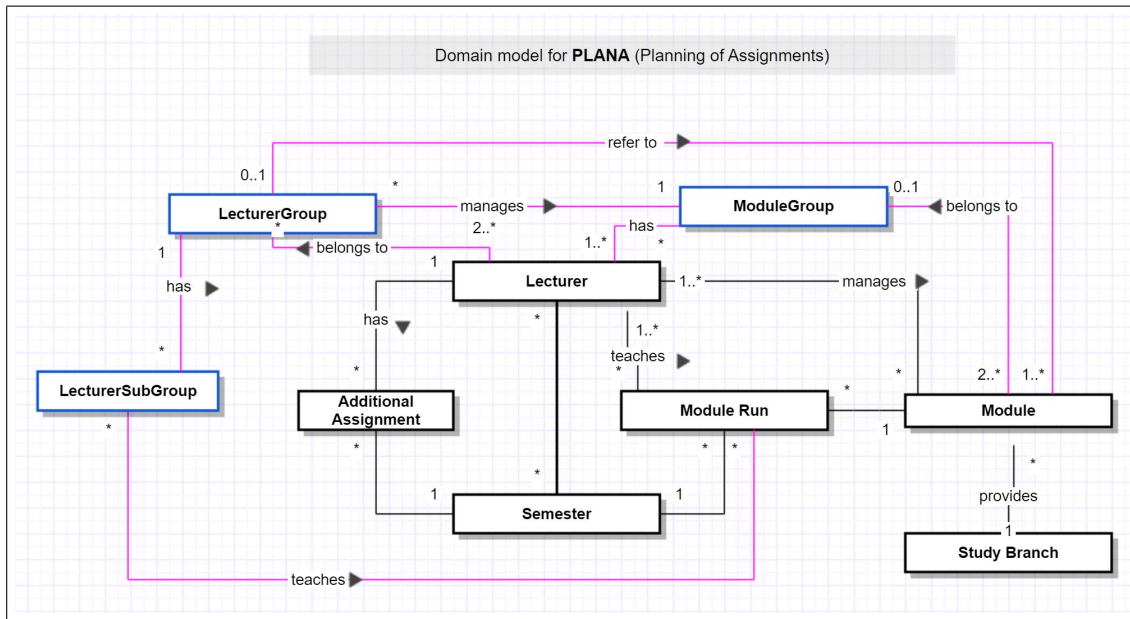 Domain model for PLANA (Planning of Assignments)
refer to
0..1
*
1
0..1
LecturerGroup
manages
ModuleGroup
belongs to
*
2..*
has
1
belongs to
1..*
*
1
Lecturer
1..*
manages
has
*
has
1..*
teaches
*
*
*
*
2..*
1..*
LecturerSubGroup
Additional
Assignment
Module Run
*
Module
*
1
*
*
*
*
*
1
1
provides
Semester
1
Study Branch
teaches